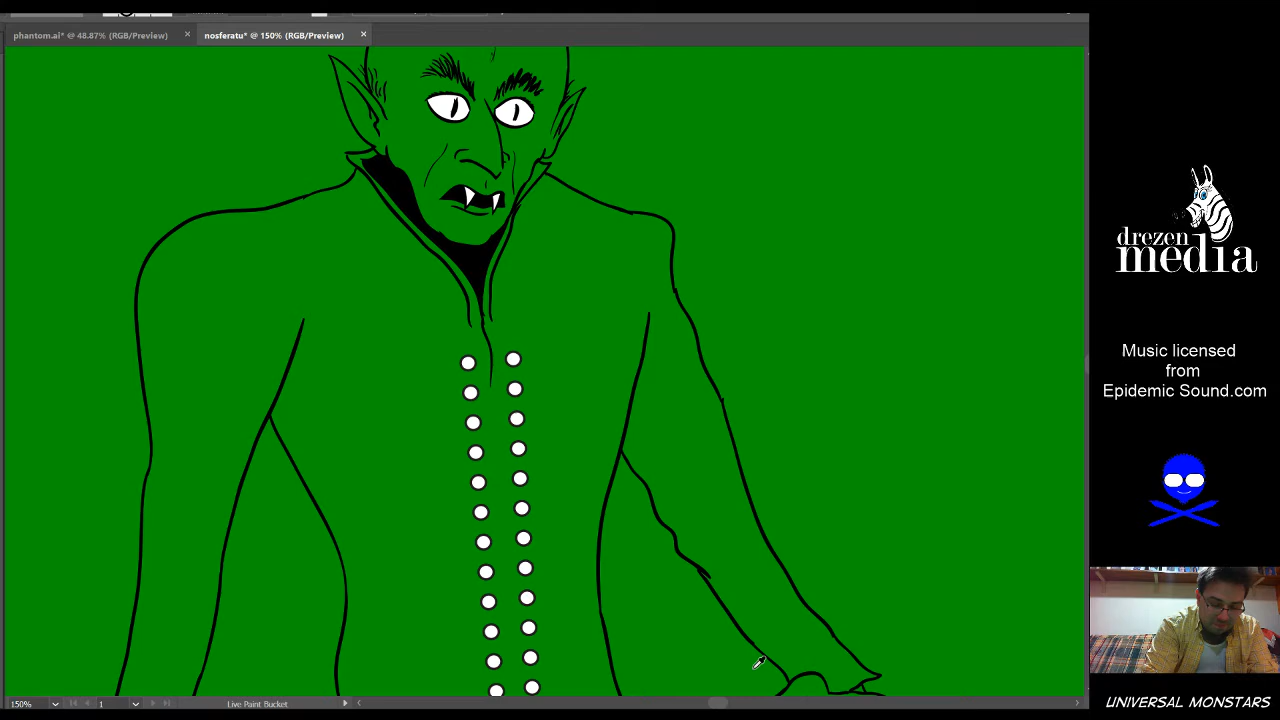 phantom.ai* @ 48.87% (RGB/Preview) ×
nosferatu* @ 150% (RGB/Preview) ×
drezen
media
Music licensed
from
Epidemic Sound.com
150% 1 Live Paint Bucket
UNIVERSAL MONSTARS